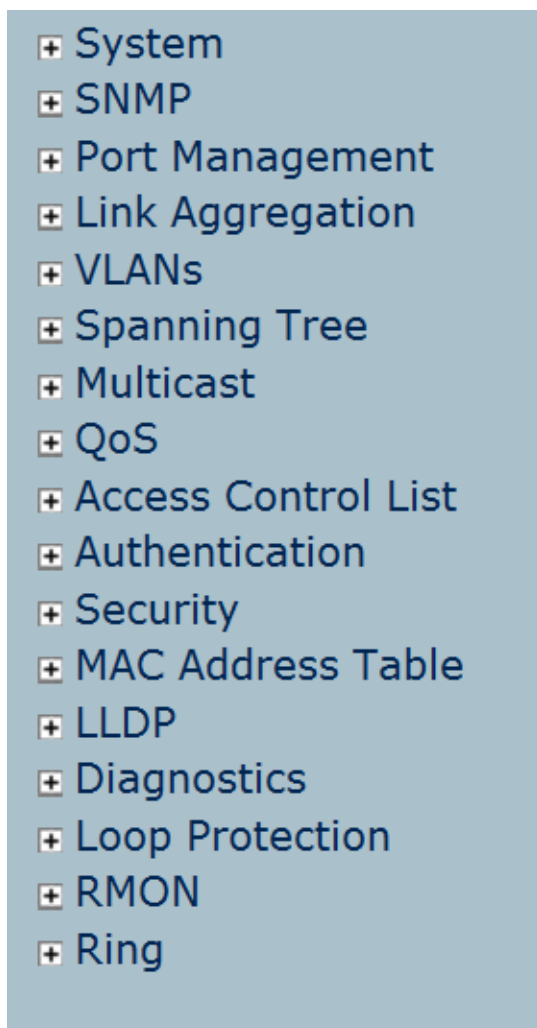 System
SNMP
Port Management
Link Aggregation
VLANs
Spanning Tree
Multicast
QoS
Access Control List
Authentication
Security
MAC Address Table
LLDP
Diagnostics
Loop Protection
RMON
Ring